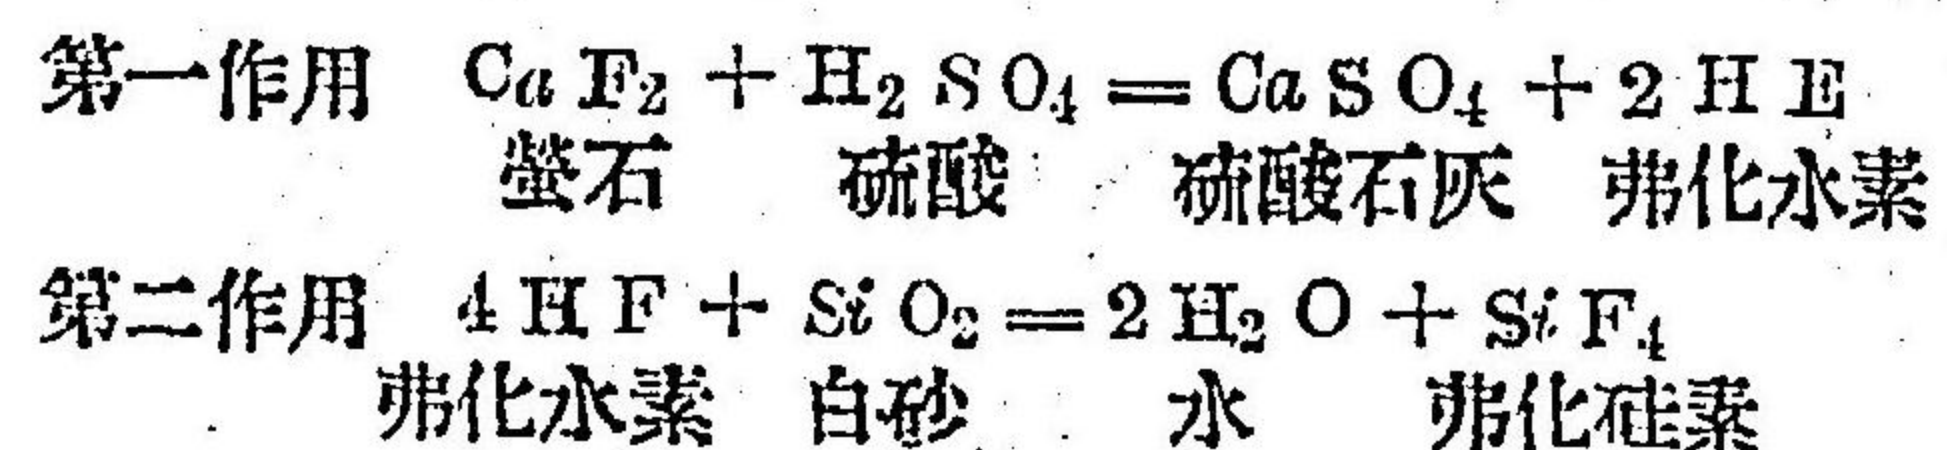 第一作用 CaF₂ + H₂SO₄ = CaSO₄ + 2HE
螢石 硫酸 硫酸石灰 弗化水素
第二作用 4HF + SiO₂ = 2H₂O + SiF₄
弗化水素 白砂 水 弗化硅素